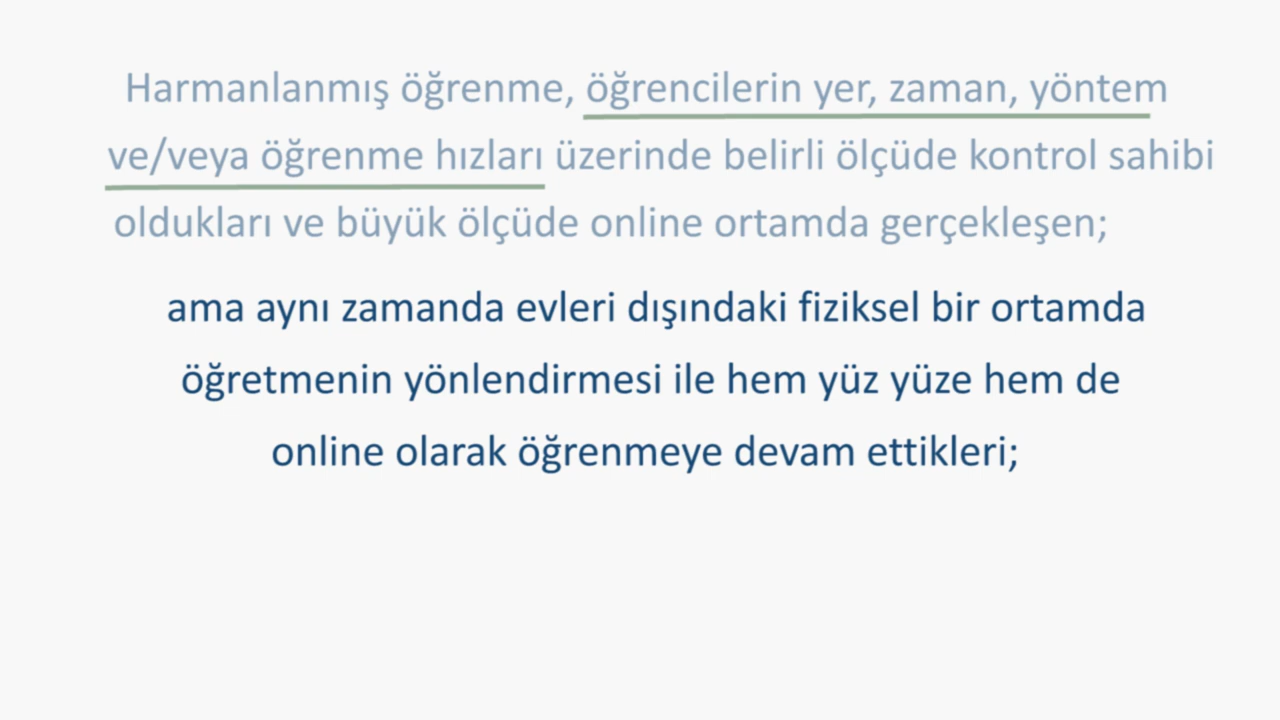 Harmanlanmış öğrenme, öğrencilerin yer, zaman, yöntem
ve/veya öğrenme hızları üzerinde belirli ölçüde kontrol sahibi
oldukları ve büyük ölçüde online ortamda gerçekleşen;
ama aynı zamanda evleri dışındaki fiziksel bir ortamda
öğretmenin yönlendirmesi ile hem yüz yüze hem de
online olarak öğrenmeye devam ettikleri;